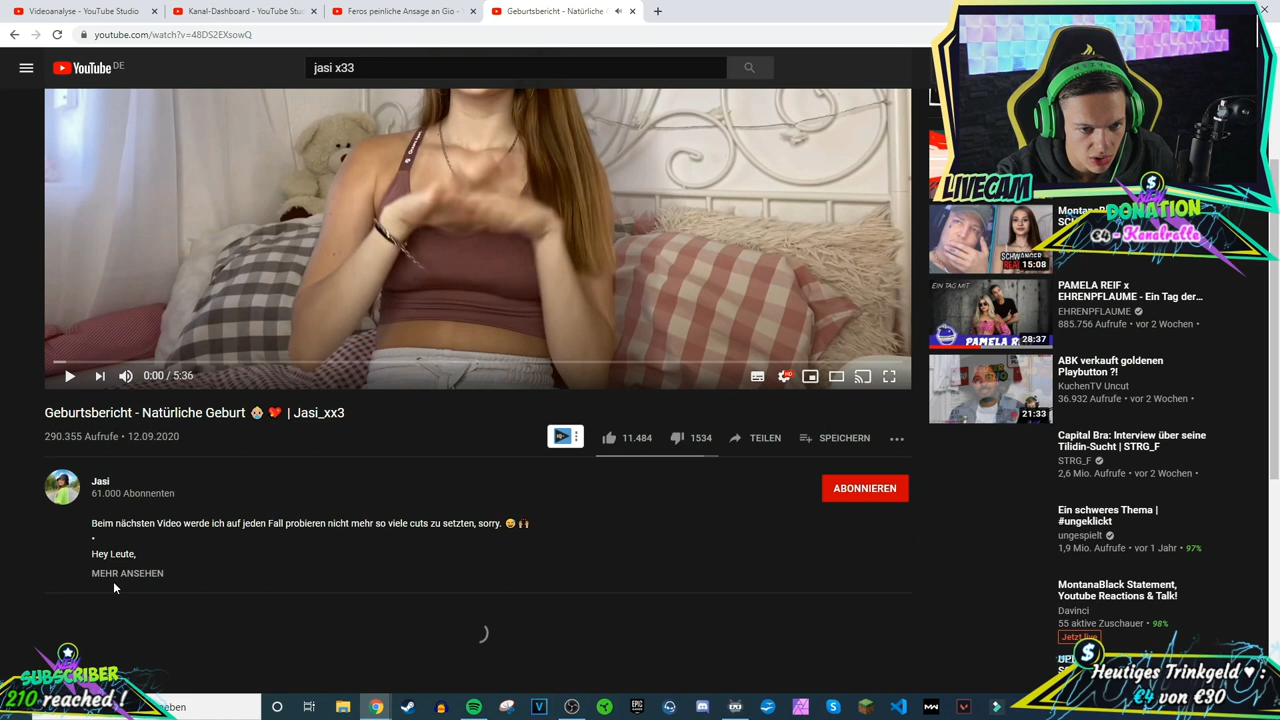 Videoanalyse - YouTube Studio
Kanal-Dashboard - YouTube Stu
Feros peinliche Ansage an Gio -
Geburtsbericht - Natürliche
youtube.com/watch?v=48DS2EXsowQ
YouTube DE
jasi x33
LIVECAM
NEW
DONATION
€4 - Kanalratte
SCHWANGER
15:08
EIN TAG MIT
PAMELA R
28:37
PAMELA REIF x
EHRENPFLAUME - Ein Tag der...
EHRENPFLAUME
885.756 Aufrufe • vor 2 Wochen •
21:33
ABK verkauft goldenen
Playbutton ?!
KuchenTV Uncut
36.932 Aufrufe • vor 2 Wochen •
0:00 / 5:36
HD
Geburtsbericht - Natürliche Geburt 👶🏼 💖 | Jasi_xx3
290.355 Aufrufe • 12.09.2020
11.484
1534
TEILEN
SPEICHERN
Capital Bra: Interview über seine
Tilidin-Sucht | STRG_F
STRG_F
2,6 Mio. Aufrufe • vor 2 Wochen •
Jasi
61.000 Abonnenten
ABONNIEREN
Ein schweres Thema |
#ungeklickt
ungespielt
1,9 Mio. Aufrufe • vor 1 Jahr • 97%
Beim nächsten Video werde ich auf jeden Fall probieren nicht mehr so viele cuts zu setzten, sorry. 😅 🙌🏼
•
Hey Leute,
MEHR ANSEHEN
MontanaBlack Statement,
Youtube Reactions & Talk!
Davinci
55 aktive Zuschauer • 98%
Jetzt live
NEW
SUBSCRIBER
210 reached !
Heutiges Trinkgeld ♥ :
€4 von €30